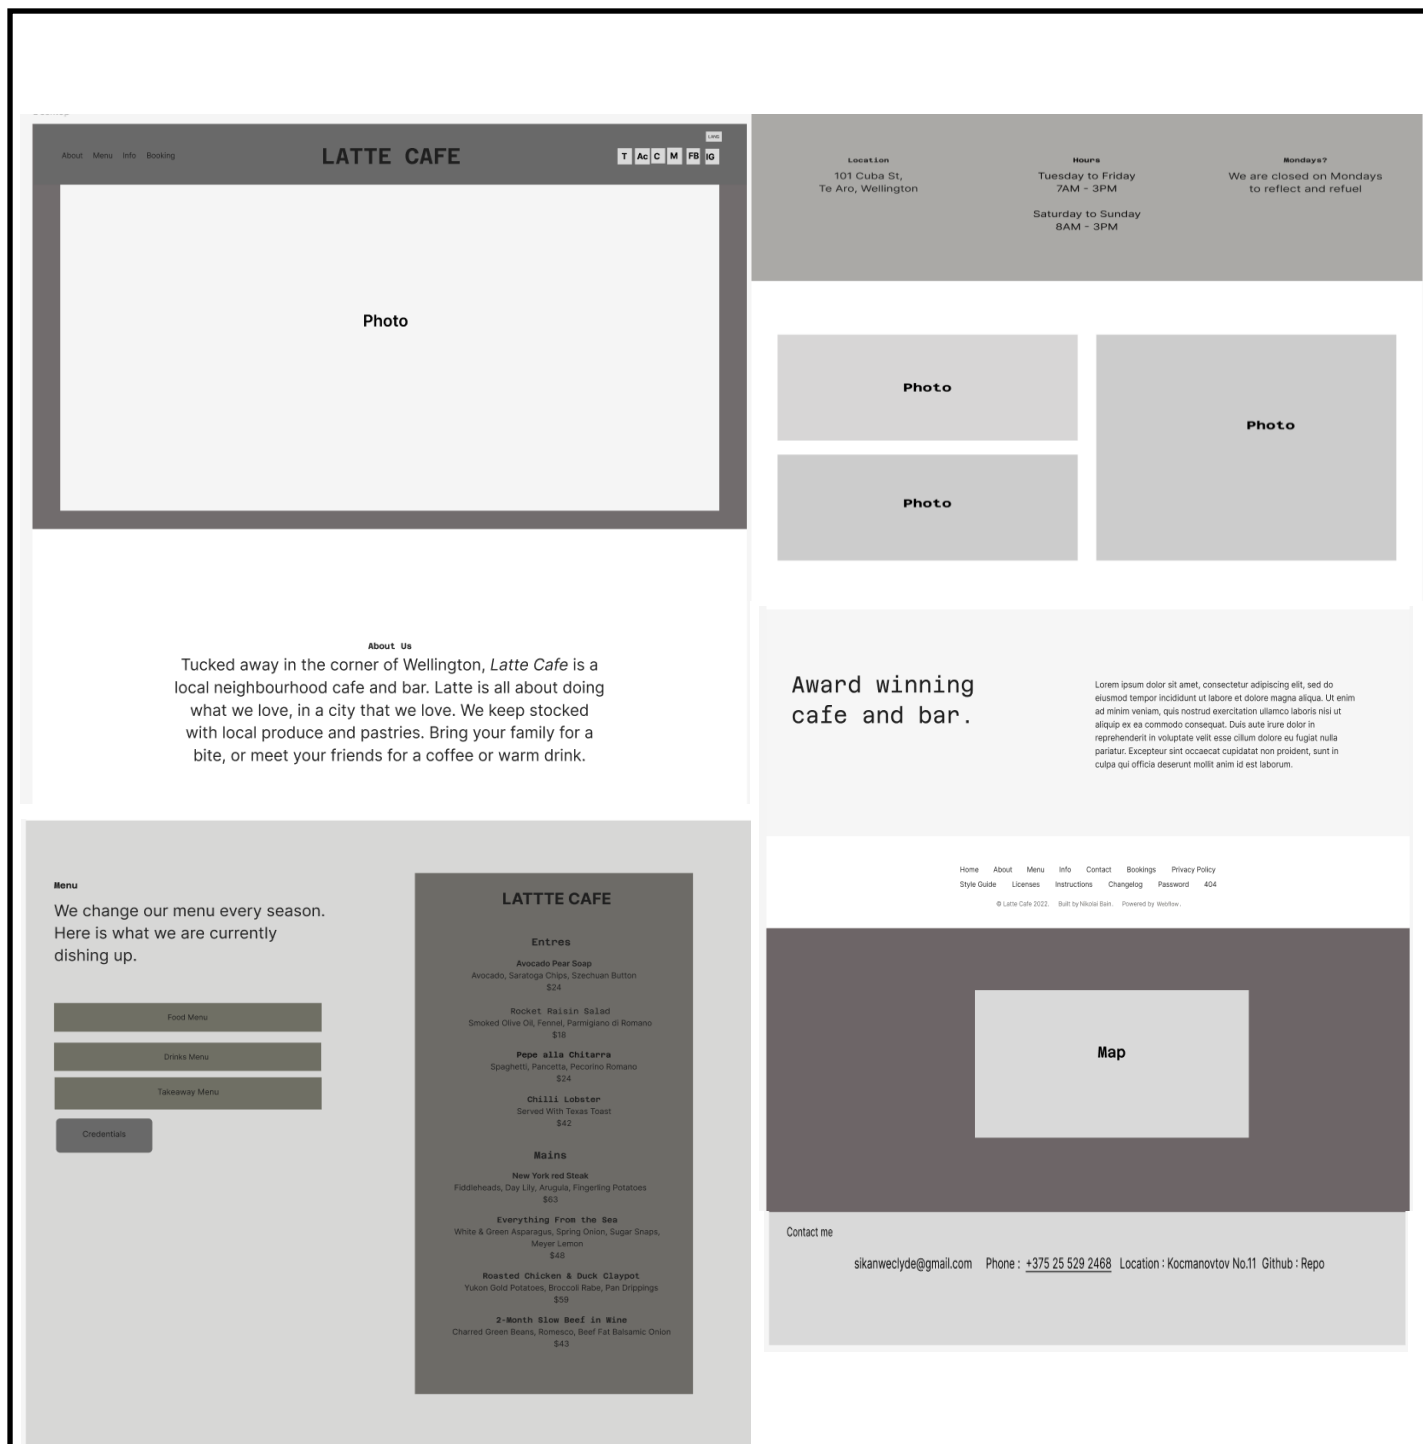 LANG
About Menu Info Booking
LATTE CAFE
T Ac C M FB IG
Photo
About Us
Tucked away in the corner of Wellington, Latte Cafe is a
local neighbourhood cafe and bar. Latte is all about doing
what we love, in a city that we love. We keep stocked
with local produce and pastries. Bring your family for a
bite, or meet your friends for a coffee or warm drink.
Menu
We change our menu every season.
Here is what we are currently
dishing up.
Food Menu
Drinks Menu
Takeaway Menu
Credentials
LATTTE CAFE
Entres
Avocado Pear Soap
Avocado, Saratoga Chips, Szechuan Button
$24
Rocket Raisin Salad
Smoked Olive Oil, Fennel, Parmigiano di Romano
$18
Pepe alla Chitarra
Spaghetti, Pancetta, Pecorino Romano
$24
Chilli Lobster
Served With Texas Toast
$42
Mains
New York red Steak
Fiddleheads, Day Lily, Arugula, Fingerling Potatoes
$63
Everything From the Sea
White & Green Asparagus, Spring Onion, Sugar Snaps,
Meyer Lemon
$48
Roasted Chicken & Duck Claypot
Yukon Gold Potatoes, Broccoli Rabe, Pan Drippings
$59
2-Month Slow Beef in Wine
Charred Green Beans, Romesco, Beef Fat Balsamic Onion
$43
Location
101 Cuba St,
Te Aro, Wellington
Hours
Tuesday to Friday
7AM - 3PM
Saturday to Sunday
8AM - 3PM
Mondays?
We are closed on Mondays
to reflect and refuel
Photo
Photo
Photo
Award winning
cafe and bar.
Lorem ipsum dolor sit amet, consectetur adipiscing elit, sed do
eiusmod tempor incididunt ut labore et dolore magna aliqua. Ut enim
ad minim veniam, quis nostrud exercitation ullamco laboris nisi ut
aliquip ex ea commodo consequat. Duis aute irure dolor in
reprehenderit in voluptate velit esse cillum dolore eu fugiat nulla
pariatur. Excepteur sint occaecat cupidatat non proident, sunt in
culpa qui officia deserunt mollit anim id est laborum.
Home About Menu Info Contact Bookings Privacy Policy
Style Guide Licenses Instructions Changelog Password 404
© Latte Cafe 2022. Built by Nikolai Bain. Powered by Webflow.
Map
Contact me
sikanweclyde@gmail.com Phone : +375 25 529 2468 Location : Kocmanovtov No.11 Github : Repo